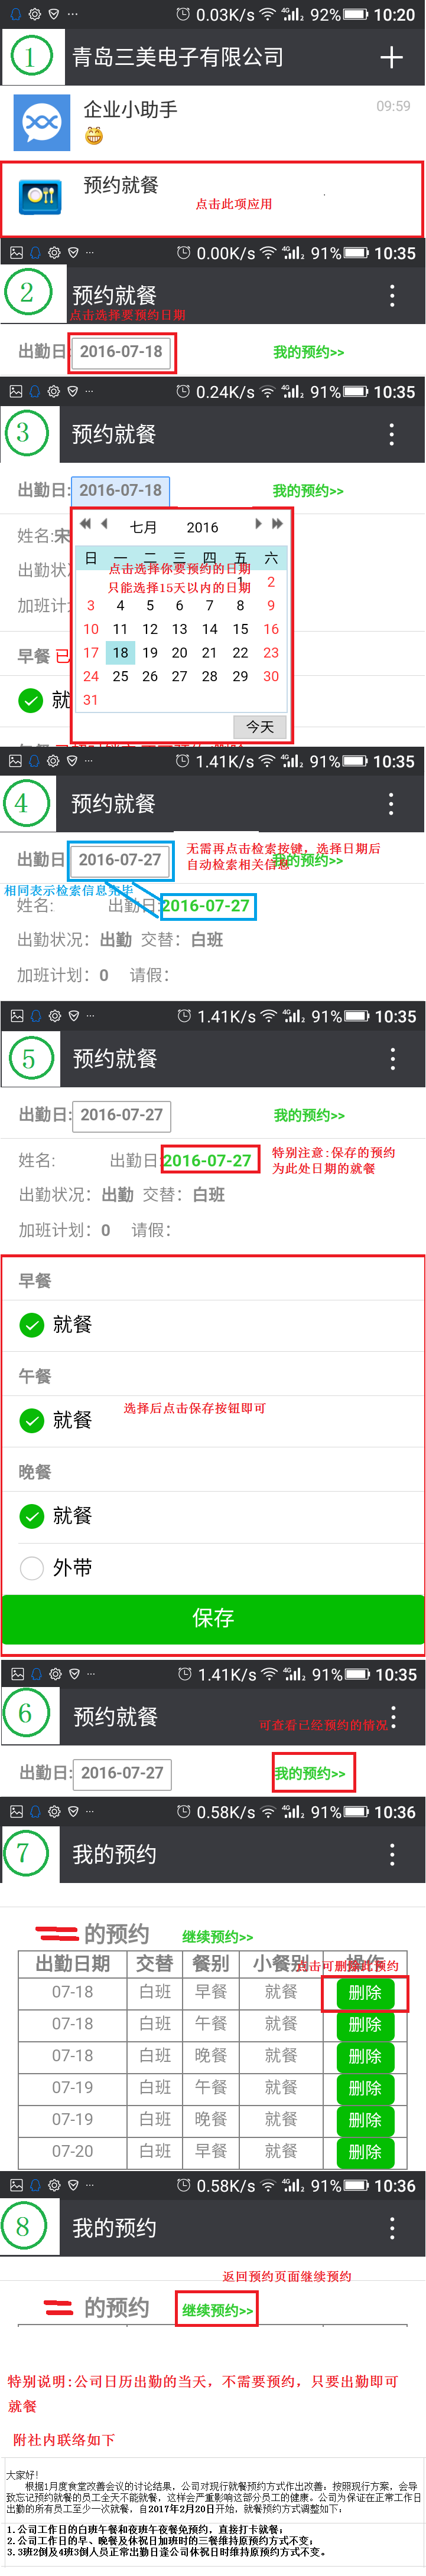 0.03K/s 4G 92% 10:20
1 青岛三美电子有限公司 +
企业小助手 09:59
预约就餐
点击此项应用
0.00K/s 4G 91% 10:35
2 预约就餐
点击选择要预约日期
出勤日: 2016-07-18 我的预约>>
0.24K/s 4G 91% 10:35
3 预约就餐
出勤日: 2016-07-18 我的预约>>
七月 2016
姓名:宋
日 一 二 三 四 五 六
点击选择你要预约的日期
出勤状
1 2
只能选择15天以内的日期
加班计
3 4 5 6 7 8 9
10 11 12 13 14 15 16
早餐 已
17 18 19 20 21 22 23
24 25 26 27 28 29 30
就
31
今天
1.41K/s 4G 91% 10:35
4 预约就餐
无需再点击检索按键，选择日期后
出勤日 2016-07-27 我的预约>>
自动检索相关信息
相同表示检索信息完毕
姓名: 出勤日: 2016-07-27
出勤状况: 出勤 交替: 白班
加班计划: 0 请假:
1.41K/s 4G 91% 10:35
5 预约就餐
出勤日: 2016-07-27 我的预约>>
特别注意:保存的预约
姓名: 出勤日: 2016-07-27
为此处日期的就餐
出勤状况: 出勤 交替: 白班
加班计划: 0 请假:
早餐
就餐
午餐
选择后点击保存按钮即可
就餐
晚餐
就餐
外带
保存
1.41K/s 4G 91% 10:35
6 预约就餐
可查看已经预约的情况
出勤日: 2016-07-27 我的预约>>
0.58K/s 4G 91% 10:36
7 我的预约
的预约 继续预约>>
出勤日期 交替 餐别 小餐别 操作
点击可删除此预约
07-18 白班 早餐 就餐 删除
07-18 白班 午餐 就餐 删除
07-18 白班 晚餐 就餐 删除
07-19 白班 午餐 就餐 删除
07-19 白班 晚餐 就餐 删除
07-20 白班 早餐 就餐 删除
0.58K/s 4G 91% 10:36
8 我的预约
返回预约页面继续预约
的预约 继续预约>>
特别说明:公司日历出勤的当天，不需要预约，只要出勤即可
就餐
附社内联络如下
大家好!
根据1月度食堂改善会议的讨论结果，公司对现行就餐预约方式作出改善：按照现行方案，会导
致忘记预约就餐的员工全天不能就餐，这样会严重影响这部分员工的健康。公司为保证在正常工作日
出勤的所有员工至少一次就餐，自2017年2月20日开始，就餐预约方式调整如下：
1.公司工作日的白班午餐和夜班午夜餐免预约，直接打卡就餐；
2.公司工作日的早、晚餐及休祝日加班时的三餐维持原预约方式不变；
3.3班2倒及4班3倒人员正常出勤日逢公司休祝日时维持原预约方式不变。